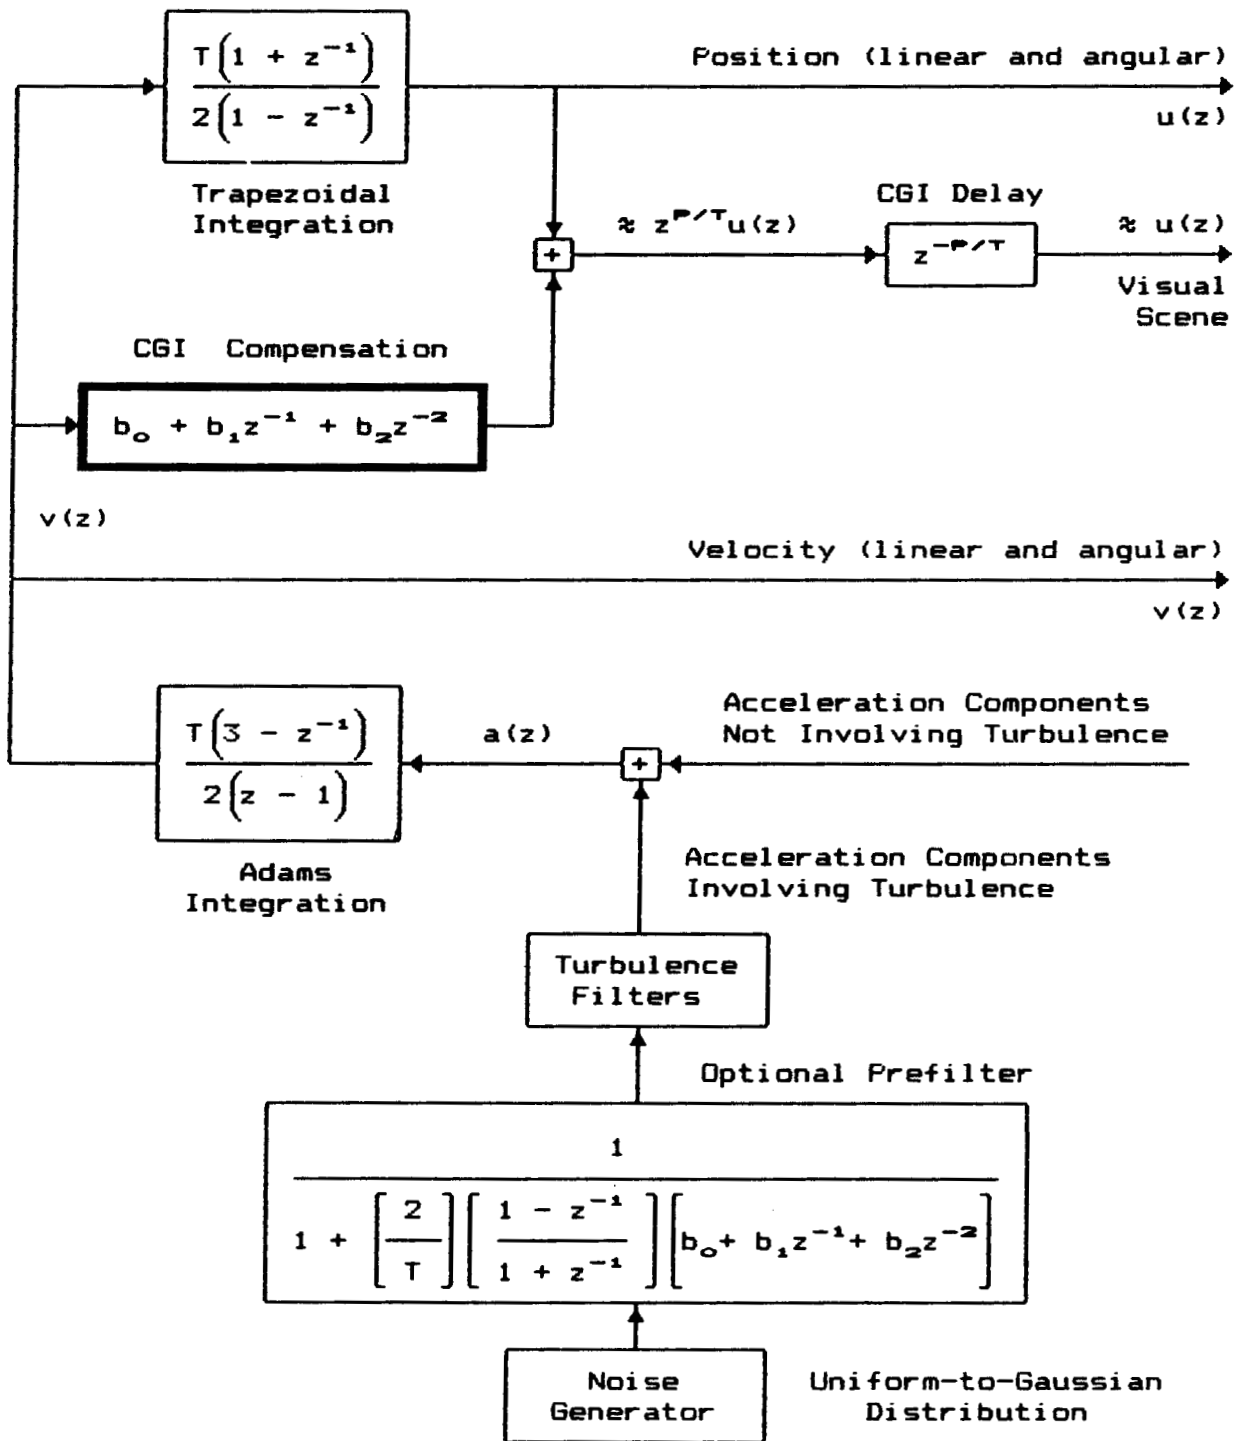 T(1 + z⁻¹)
2(1 - z⁻¹)
Trapezoidal
Integration
Position (linear and angular)
u(z)
CGI Delay
≈ z^(P/T)u(z)
+
z^(-P/T)
≈ u(z)
Visual
Scene
CGI Compensation
b₀ + b₁z⁻¹ + b₂z⁻²
v(z)
Velocity (linear and angular)
v(z)
T(3 - z⁻¹)
2(z - 1)
Adams
Integration
a(z)
+
Acceleration Components
Not Involving Turbulence
Acceleration Components
Involving Turbulence
Turbulence
Filters
Optional Prefilter
1
1 + [2/T][(1 - z⁻¹)/(1 + z⁻¹)][b₀+ b₁z⁻¹+ b₂z⁻²]
Noise
Generator
Uniform-to-Gaussian
Distribution